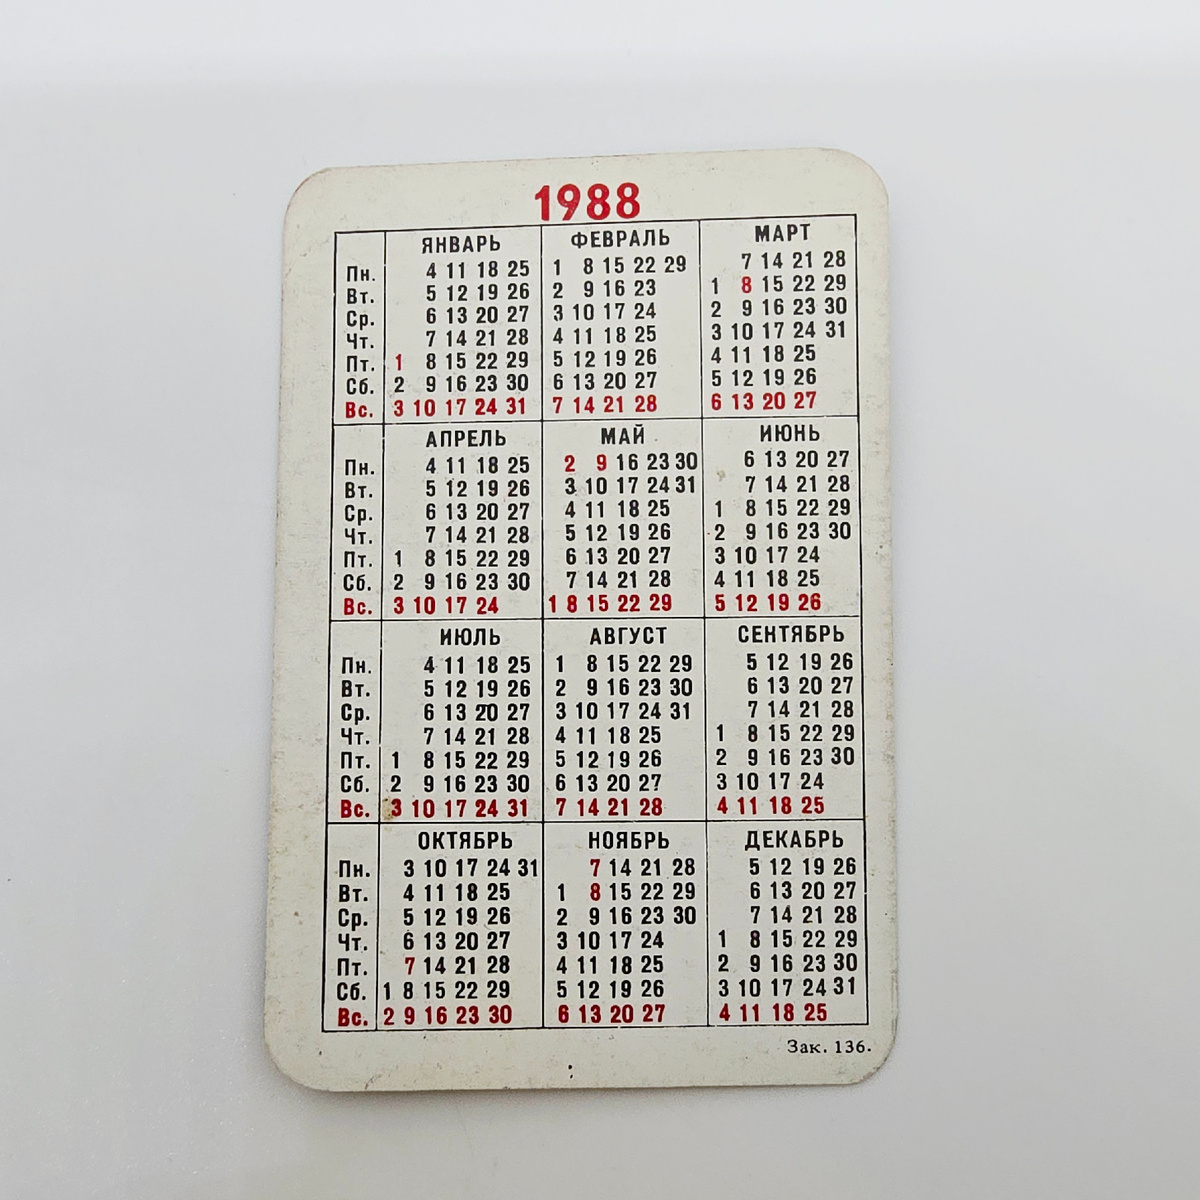 1988
ЯНВАРЬ ФЕВРАЛЬ МАРТ
Пн. 4 11 18 25 1 8 15 22 29 7 14 21 28
Вт. 5 12 19 26 2 9 16 23 1 8 15 22 29
Ср. 6 13 20 27 3 10 17 24 2 9 16 23 30
Чт. 7 14 21 28 4 11 18 25 3 10 17 24 31
Пт. 1 8 15 22 29 5 12 19 26 4 11 18 25
Сб. 2 9 16 23 30 6 13 20 27 5 12 19 26
Вс. 3 10 17 24 31 7 14 21 28 6 13 20 27
АПРЕЛЬ МАЙ ИЮНЬ
Пн. 4 11 18 25 2 9 16 23 30 6 13 20 27
Вт. 5 12 19 26 3 10 17 24 31 7 14 21 28
Ср. 6 13 20 27 4 11 18 25 1 8 15 22 29
Чт. 7 14 21 28 5 12 19 26 2 9 16 23 30
Пт. 1 8 15 22 29 6 13 20 27 3 10 17 24
Сб. 2 9 16 23 30 7 14 21 28 4 11 18 25
Вс. 3 10 17 24 1 8 15 22 29 5 12 19 26
ИЮЛЬ АВГУСТ СЕНТЯБРЬ
Пн. 4 11 18 25 1 8 15 22 29 5 12 19 26
Вт. 5 12 19 26 2 9 16 23 30 6 13 20 27
Ср. 6 13 20 27 3 10 17 24 31 7 14 21 28
Чт. 7 14 21 28 4 11 18 25 1 8 15 22 29
Пт. 1 8 15 22 29 5 12 19 26 2 9 16 23 30
Сб. 2 9 16 23 30 6 13 20 27 3 10 17 24
Вс. 3 10 17 24 31 7 14 21 28 4 11 18 25
ОКТЯБРЬ НОЯБРЬ ДЕКАБРЬ
Пн. 3 10 17 24 31 7 14 21 28 5 12 19 26
Вт. 4 11 18 25 1 8 15 22 29 6 13 20 27
Ср. 5 12 19 26 2 9 16 23 30 7 14 21 28
Чт. 6 13 20 27 3 10 17 24 1 8 15 22 29
Пт. 7 14 21 28 4 11 18 25 2 9 16 23 30
Сб. 1 8 15 22 29 5 12 19 26 3 10 17 24 31
Вс. 2 9 16 23 30 6 13 20 27 4 11 18 25
Зак. 136.